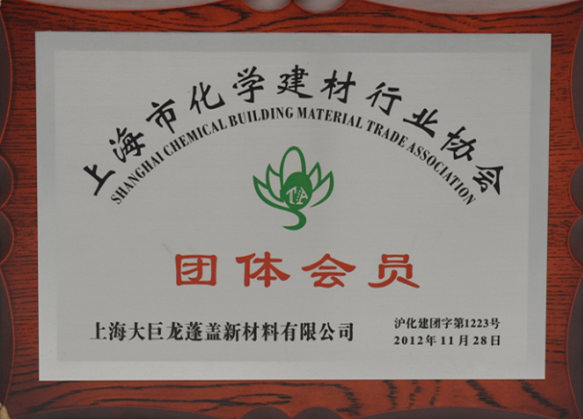 上海市化学建材行业协会
SHANGHAI CHEMICAL BUILDING MATERIAL TRADE ASSOCIATION
团体会员
上海大巨龙蓬盖新材料有限公司
沪化建团字第1223号
2012年11月28日